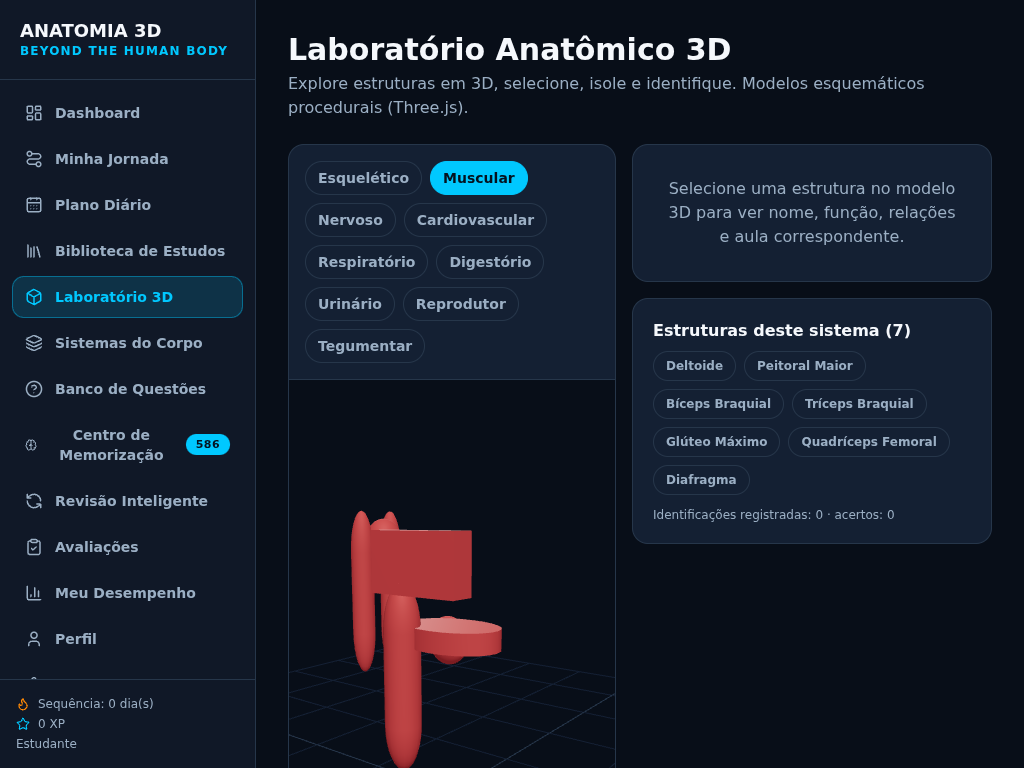 ANATOMIA 3D
BEYOND THE HUMAN BODY
Dashboard
Minha Jornada
Plano Diário
Biblioteca de Estudos
Laboratório 3D
Sistemas do Corpo
Banco de Questões
Centro de
Memorização
586
Revisão Inteligente
Avaliações
Meu Desempenho
Perfil
Sequência: 0 dia(s)
0 XP
Estudante
Laboratório Anatômico 3D
Explore estruturas em 3D, selecione, isole e identifique. Modelos esquemáticos
procedurais (Three.js).
Esquelético
Muscular
Nervoso
Cardiovascular
Respiratório
Digestório
Urinário
Reprodutor
Tegumentar
Selecione uma estrutura no modelo
3D para ver nome, função, relações
e aula correspondente.
Estruturas deste sistema (7)
Deltoide
Peitoral Maior
Bíceps Braquial
Tríceps Braquial
Glúteo Máximo
Quadríceps Femoral
Diafragma
Identificações registradas: 0 · acertos: 0